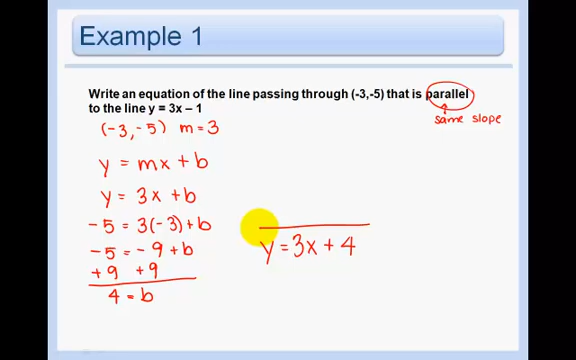 Example 1
Write an equation of the line passing through (-3,-5) that is parallel
to the line y = 3x – 1
same slope
(-3,-5) m=3
y = mx + b
y = 3x + b
-5 = 3(-3)+b
-5 = -9 + b
+9 +9
4 = b
y = 3x + 4